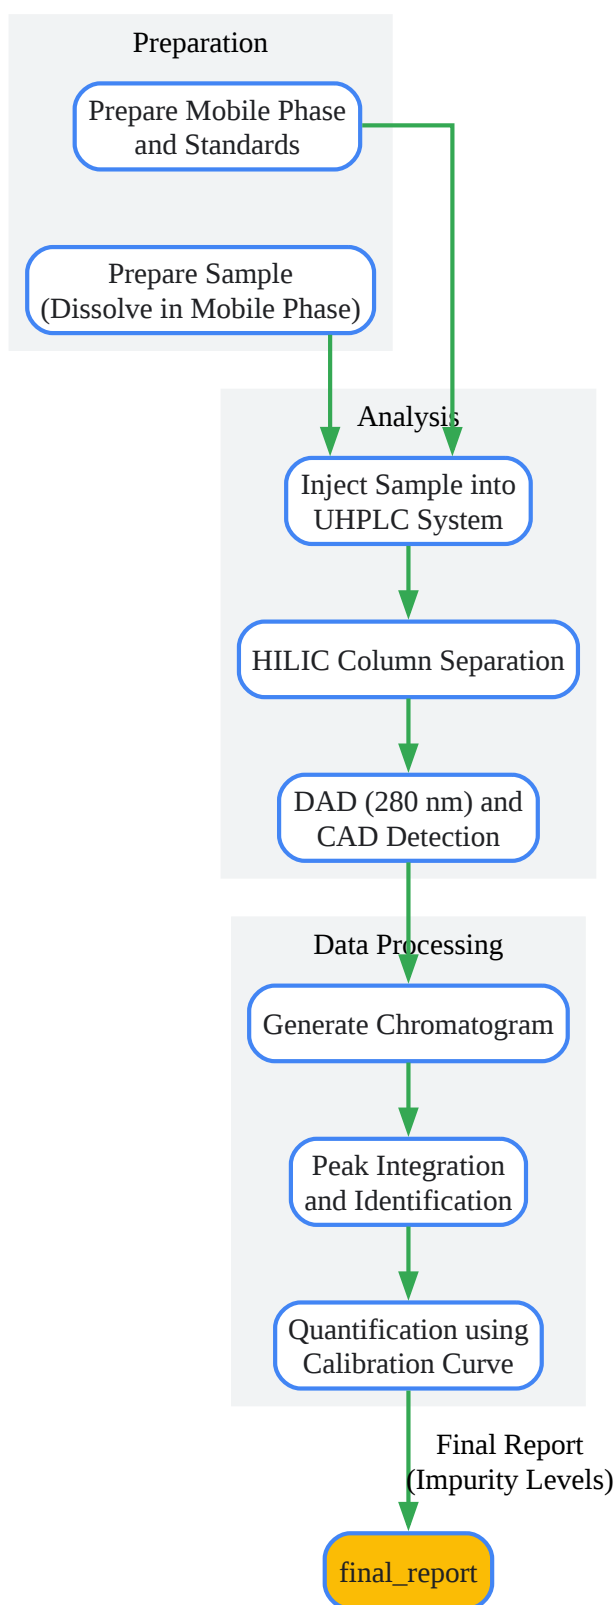 Preparation
Prepare Mobile Phase
and Standards
Prepare Sample
(Dissolve in Mobile Phase)
Analysis
Inject Sample into
UHPLC System
HILIC Column Separation
DAD (280 nm) and
CAD Detection
Data Processing
Generate Chromatogram
Peak Integration
and Identification
Quantification using
Calibration Curve
Final Report
(Impurity Levels)
final_report